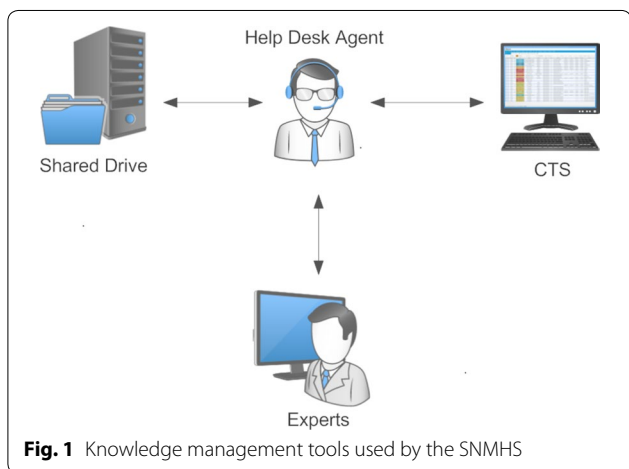 Help Desk Agent
Shared Drive
CTS
Experts
Fig. 1 Knowledge management tools used by the SNMHS